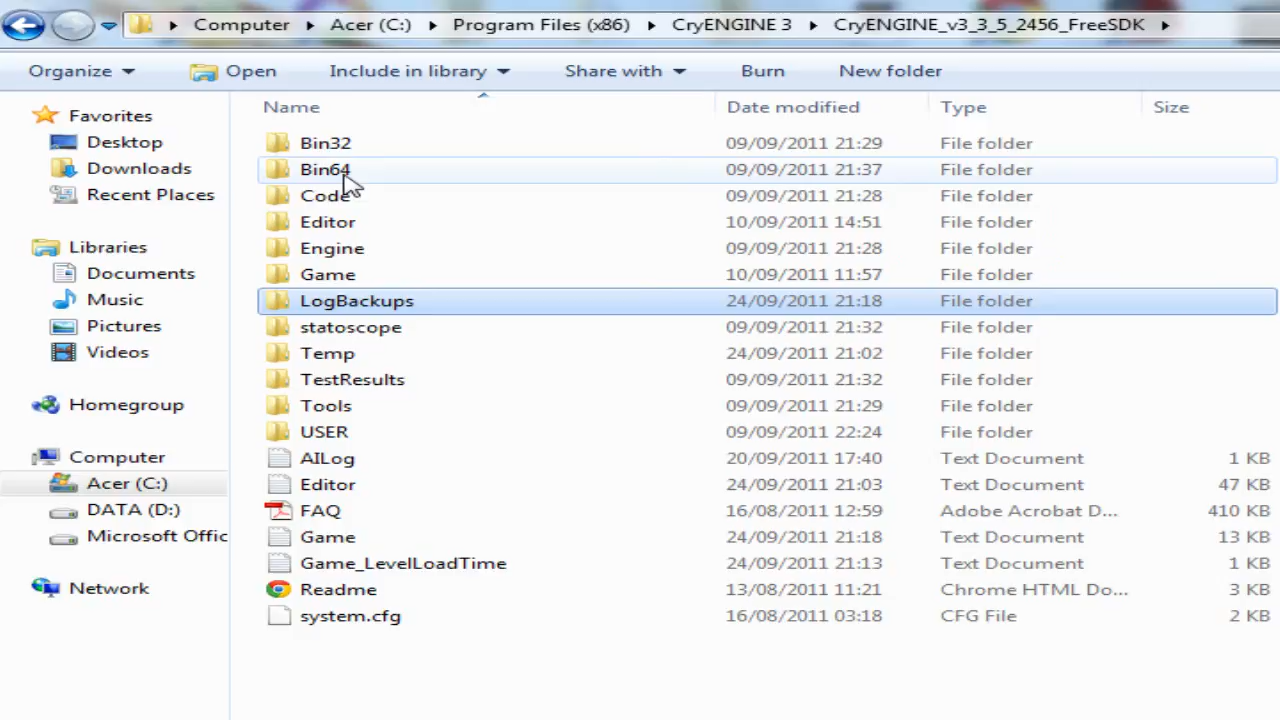 Computer Acer (C:) Program Files (x86) CryENGINE 3 CryENGINE_v3_3_5_2456_FreeSDK
Organize Open Include in library Share with Burn New folder
Name Date modified Type Size
Favorites
Desktop
Downloads
Recent Places
Libraries
Documents
Music
Pictures
Videos
Homegroup
Computer
Acer (C:)
DATA (D:)
Microsoft Offic
Network
Bin32 09/09/2011 21:29 File folder
Bin64 09/09/2011 21:37 File folder
Code 09/09/2011 21:28 File folder
Editor 10/09/2011 14:51 File folder
Engine 09/09/2011 21:28 File folder
Game 10/09/2011 11:57 File folder
LogBackups 24/09/2011 21:18 File folder
statoscope 09/09/2011 21:32 File folder
Temp 24/09/2011 21:02 File folder
TestResults 09/09/2011 21:32 File folder
Tools 09/09/2011 21:29 File folder
USER 09/09/2011 22:24 File folder
AILog 20/09/2011 17:40 Text Document 1 KB
Editor 24/09/2011 21:03 Text Document 47 KB
FAQ 16/08/2011 12:59 Adobe Acrobat D... 410 KB
Game 24/09/2011 21:18 Text Document 13 KB
Game_LevelLoadTime 24/09/2011 21:13 Text Document 1 KB
Readme 13/08/2011 11:21 Chrome HTML Do... 3 KB
system.cfg 16/08/2011 03:18 CFG File 2 KB